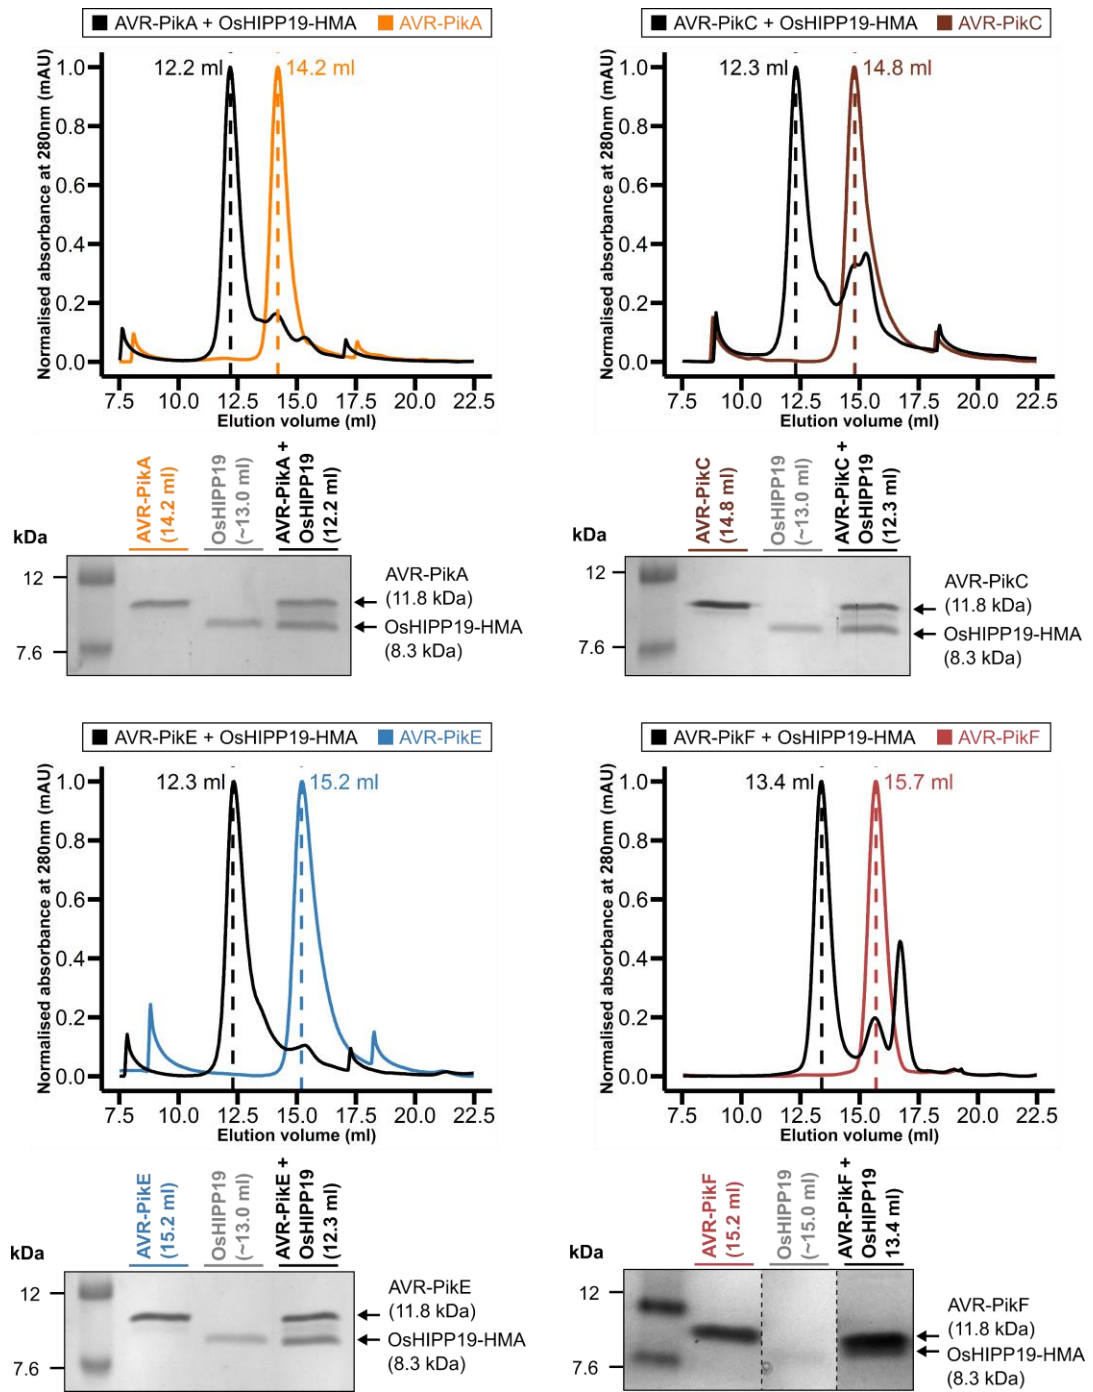 AVR-PikA + OsHIPP19-HMA AVR-PikA
Normalised absorbance at 280nm (mAU)
12.2 ml 14.2 ml
1.0
0.8
0.6
0.4
0.2
0.0
7.5 10.0 12.5 15.0 17.5 20.0 22.5
Elution volume (ml)
kDa
AVR-PikA
(14.2 ml)
OsHIPP19
(~13.0 ml)
AVR-PikA +
OsHIPP19
(12.2 ml)
12
7.6
AVR-PikA
(11.8 kDa)
OsHIPP19-HMA
(8.3 kDa)
AVR-PikC + OsHIPP19-HMA AVR-PikC
Normalised absorbance at 280nm (mAU)
12.3 ml 14.8 ml
1.0
0.8
0.6
0.4
0.2
0.0
7.5 10.0 12.5 15.0 17.5 20.0 22.5
Elution volume (ml)
kDa
AVR-PikC
(14.8 ml)
OsHIPP19
(~13.0 ml)
AVR-PikC +
OsHIPP19
(12.3 ml)
12
7.6
AVR-PikC
(11.8 kDa)
OsHIPP19-HMA
(8.3 kDa)
AVR-PikE + OsHIPP19-HMA AVR-PikE
Normalised absorbance at 280nm (mAU)
12.3 ml 15.2 ml
1.0
0.8
0.6
0.4
0.2
0.0
7.5 10.0 12.5 15.0 17.5 20.0 22.5
Elution volume (ml)
kDa
AVR-PikE
(15.2 ml)
OsHIPP19
(~13.0 ml)
AVR-PikE +
OsHIPP19
(12.3 ml)
12
7.6
AVR-PikE
(11.8 kDa)
OsHIPP19-HMA
(8.3 kDa)
AVR-PikF + OsHIPP19-HMA AVR-PikF
Normalised absorbance at 280nm (mAU)
13.4 ml 15.7 ml
1.0
0.8
0.6
0.4
0.2
0.0
7.5 10.0 12.5 15.0 17.5 20.0 22.5
Elution volume (ml)
kDa
AVR-PikF
(15.2 ml)
OsHIPP19
(~15.0 ml)
AVR-PikF +
OsHIPP19
13.4 ml)
12
7.6
AVR-PikF
(11.8 kDa)
OsHIPP19-HMA
(8.3 kDa)